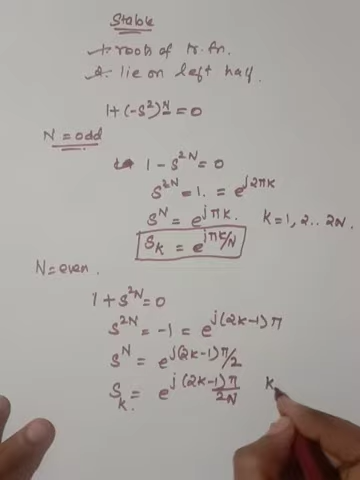 Stable
1. roots of tr. fn.
2. lie on left half.
1+(-s²)^N=0
N = odd
1 - s^2N = 0
s^2N = 1. = e^j2πk
s^N = e^jπk. k=1, 2.. 2N.
S_k = e^jπk/N
N=even.
1 + s^2N = 0
s^2N = -1 = e^j(2k-1)π
s^N = e^j(2k-1)π/2
S_k = e^j(2k-1)π/2N k